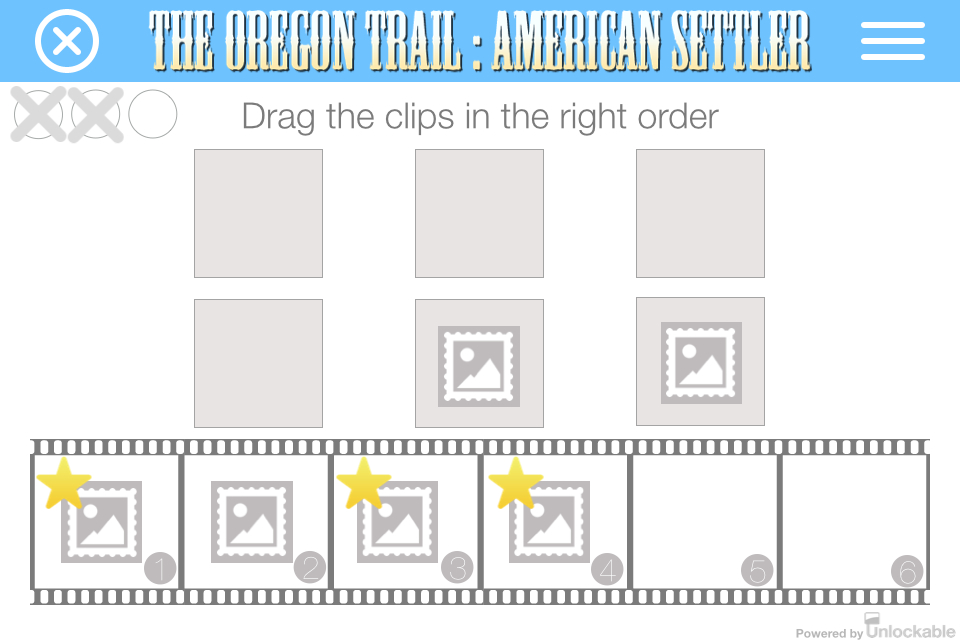 THE OREGON TRAIL : AMERICAN SETTLER
Drag the clips in the right order
1 2 3 4 5 6
Powered by Unlockable